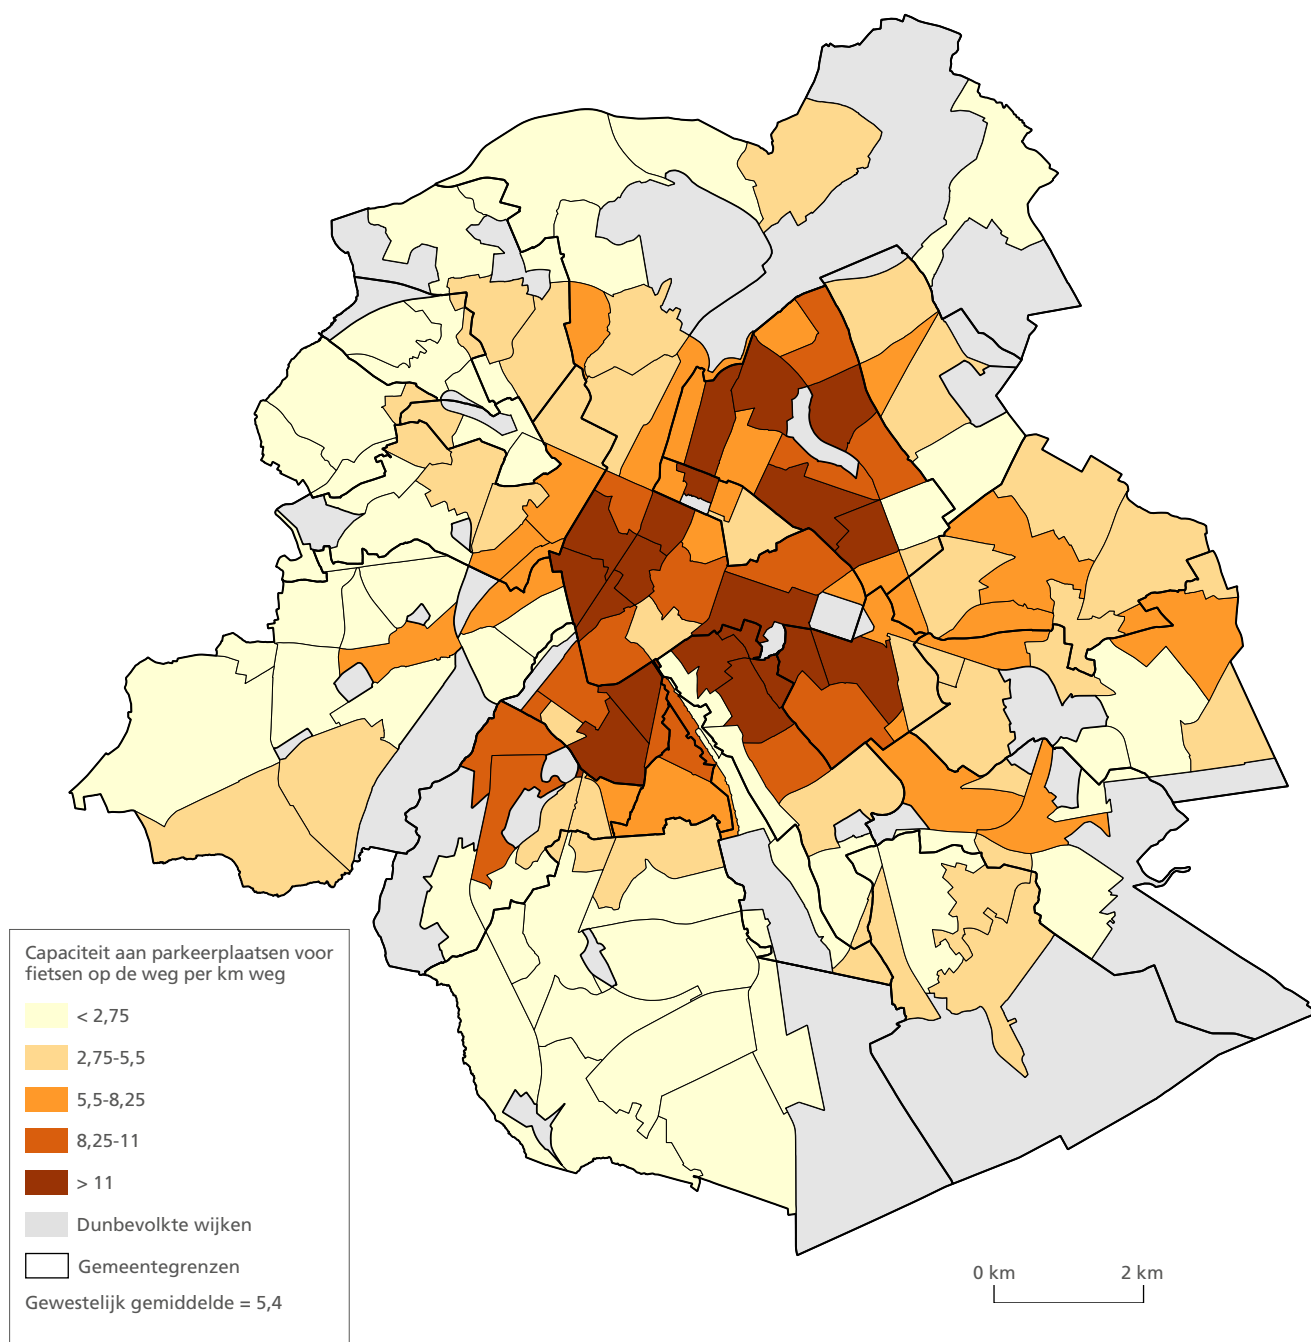 Capaciteit aan parkeerplaatsen voor
fietsen op de weg per km weg
< 2,75
2,75-5,5
5,5-8,25
8,25-11
> 11
Dunbevolkte wijken
Gemeentegrenzen
Gewestelijk gemiddelde = 5,4
0 km 2 km